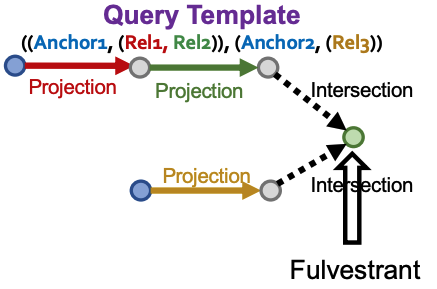 Query Template
((Anchor1, (Rel1, Rel2)), (Anchor2, (Rel3))
Projection
Projection
Intersection
Projection
Intersection
Fulvestrant